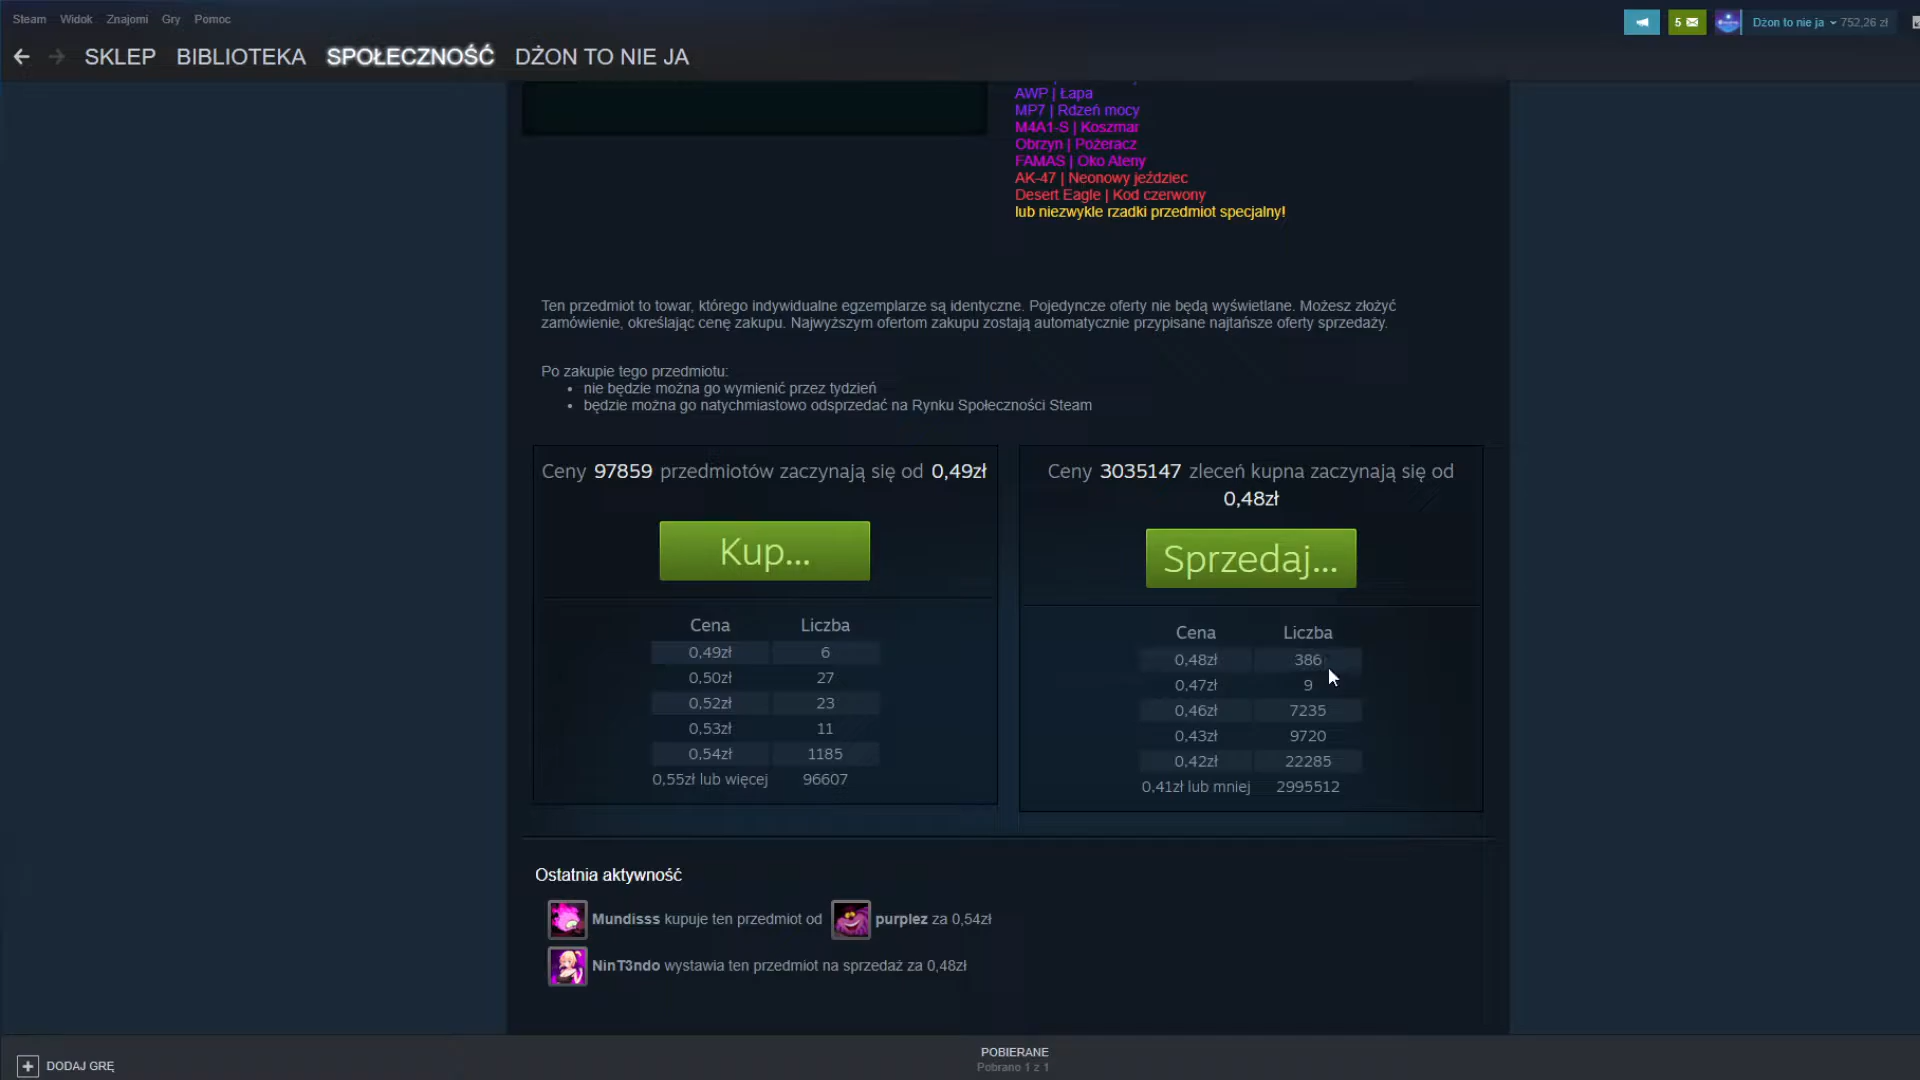 Steam Widok Znajomi Gry Pomoc
5 Dżon to nie ja 752,26 zł
SKLEP BIBLIOTEKA SPOŁECZNOŚĆ DŻON TO NIE JA
AWP | Łapa
MP7 | Rdzeń mocy
M4A1-S | Koszmar
Obrzyn | Pożeracz
FAMAS | Oko Ateny
AK-47 | Neonowy jeździec
Desert Eagle | Kod czerwony
lub niezwykle rzadki przedmiot specjalny!
Ten przedmiot to towar, którego indywidualne egzemplarze są identyczne. Pojedyncze oferty nie będą wyświetlane. Możesz złożyć
zamówienie, określając cenę zakupu. Najwyższym ofertom zakupu zostają automatycznie przypisane najtańsze oferty sprzedaży.
Po zakupie tego przedmiotu:
• nie będzie można go wymienić przez tydzień
• będzie można go natychmiastowo odsprzedać na Rynku Społeczności Steam
Ceny 97859 przedmiotów zaczynają się od 0,49zł
Kup...
Cena Liczba
0,49zł 6
0,50zł 27
0,52zł 23
0,53zł 11
0,54zł 1185
0,55zł lub więcej 96607
Ceny 3035147 zleceń kupna zaczynają się od
0,48zł
Sprzedaj...
Cena Liczba
0,48zł 386
0,47zł 9
0,46zł 7235
0,43zł 9720
0,42zł 22285
0,41zł lub mniej 2995512
Ostatnia aktywność
Mundisss kupuje ten przedmiot od purplez za 0,54zł
NinT3ndo wystawia ten przedmiot na sprzedaż za 0,48zł
DODAJ GRĘ
POBIERANE
Pobrano 1 z 1